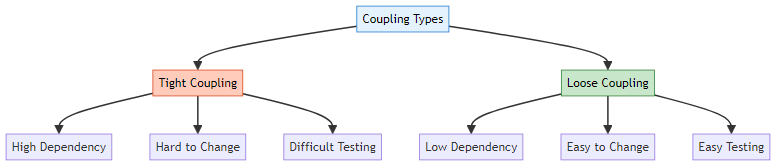 Coupling Types
Tight Coupling
Loose Coupling
High Dependency
Hard to Change
Difficult Testing
Low Dependency
Easy to Change
Easy Testing